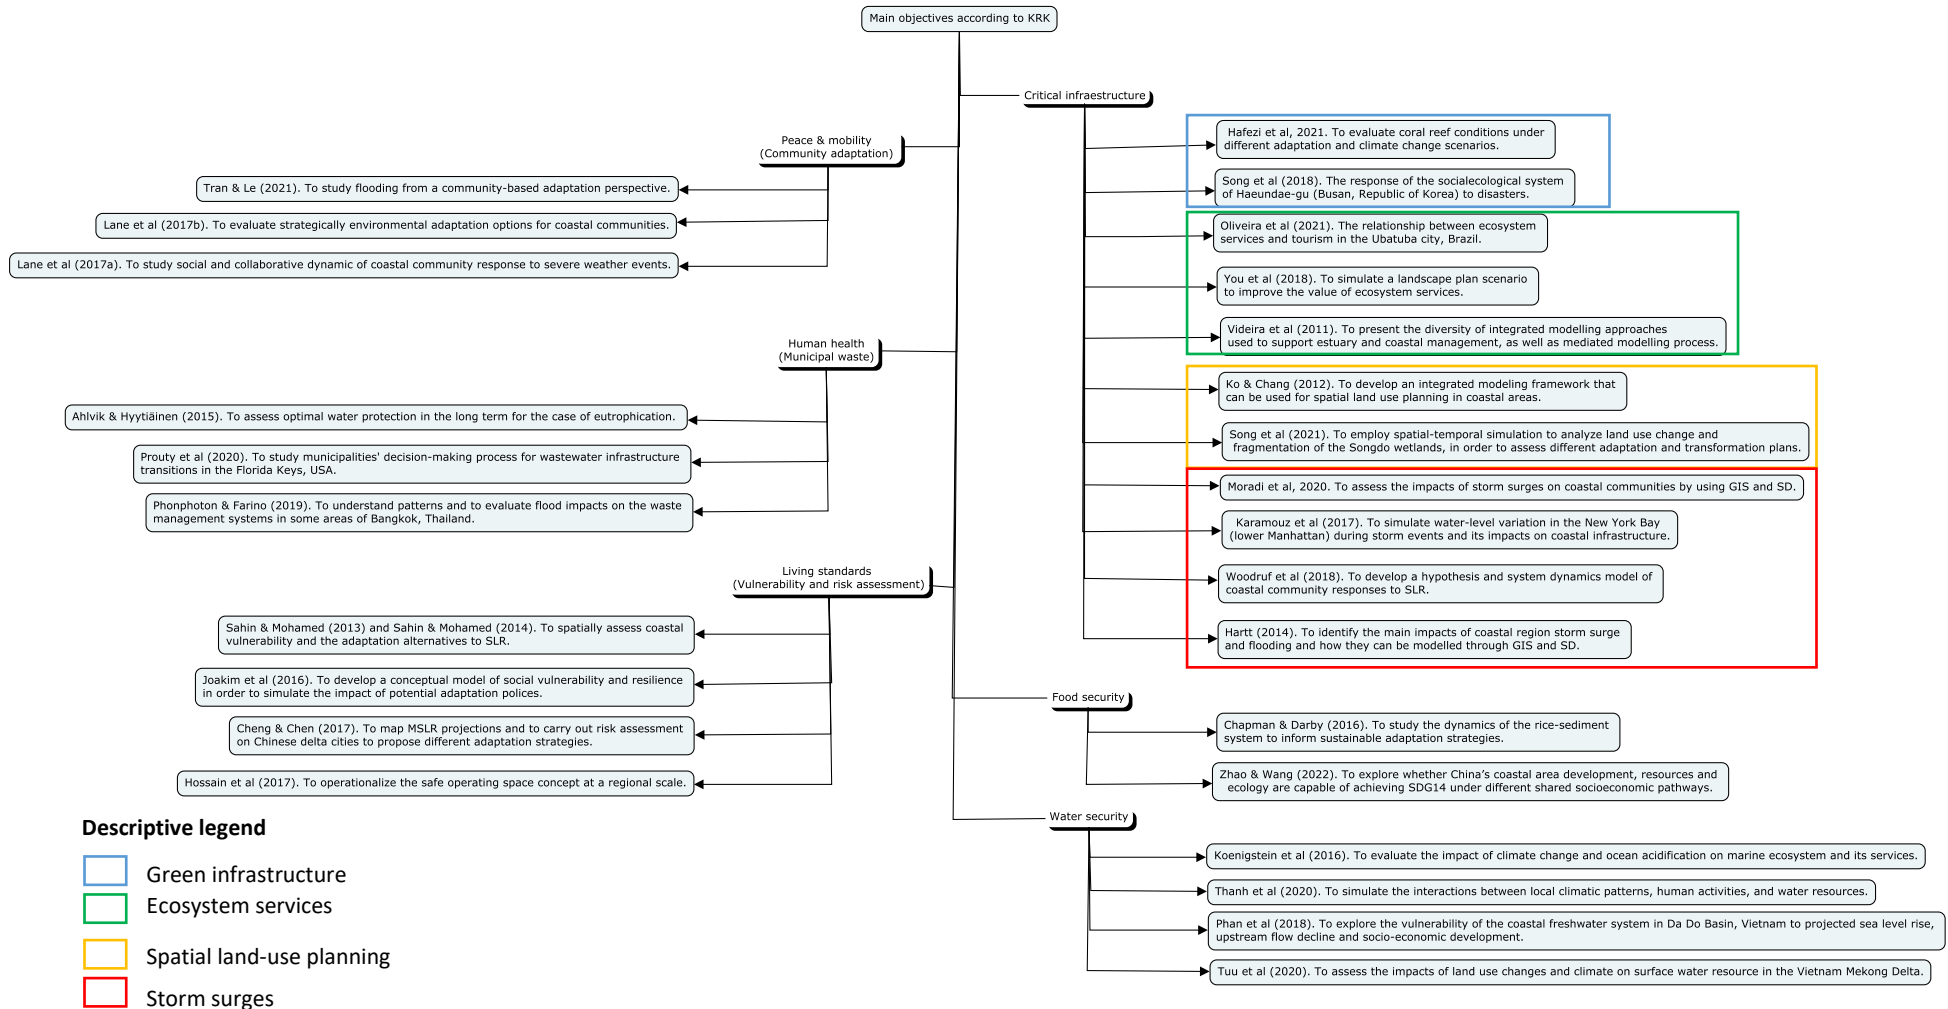 Main objectives according to KRK
Peace & mobility
(Community adaptation)
Tran & Le (2021). To study flooding from a community-based adaptation perspective.
Lane et al (2017b). To evaluate strategically environmental adaptation options for coastal communities.
Lane et al (2017a). To study social and collaborative dynamic of coastal community response to severe weather events.
Human health
(Municipal waste)
Ahlvik & Hyytiäinen (2015). To assess optimal water protection in the long term for the case of eutrophication.
Prouty et al (2020). To study municipalities' decision-making process for wastewater infrastructure
transitions in the Florida Keys, USA.
Phonphoton & Farino (2019). To understand patterns and to evaluate flood impacts on the waste
management systems in some areas of Bangkok, Thailand.
Living standards
(Vulnerability and risk assessment)
Sahin & Mohamed (2013) and Sahin & Mohamed (2014). To spatially assess coastal
vulnerability and the adaptation alternatives to SLR.
Joakim et al (2016). To develop a conceptual model of social vulnerability and resilience
in order to simulate the impact of potential adaptation polices.
Cheng & Chen (2017). To map MSLR projections and to carry out risk assessment
on Chinese delta cities to propose different adaptation strategies.
Hossain et al (2017). To operationalize the safe operating space concept at a regional scale.
Critical infraestructure
Hafezi et al, 2021. To evaluate coral reef conditions under
different adaptation and climate change scenarios.
Song et al (2018). The response of the socialecological system
of Haeundae-gu (Busan, Republic of Korea) to disasters.
Oliveira et al (2021). The relationship between ecosystem
services and tourism in the Ubatuba city, Brazil.
You et al (2018). To simulate a landscape plan scenario
to improve the value of ecosystem services.
Videira et al (2011). To present the diversity of integrated modelling approaches
used to support estuary and coastal management, as well as mediated modelling process.
Ko & Chang (2012). To develop an integrated modeling framework that
can be used for spatial land use planning in coastal areas.
Song et al (2021). To employ spatial-temporal simulation to analyze land use change and
fragmentation of the Songdo wetlands, in order to assess different adaptation and transformation plans.
Moradi et al, 2020. To assess the impacts of storm surges on coastal communities by using GIS and SD.
Karamouz et al (2017). To simulate water-level variation in the New York Bay
(lower Manhattan) during storm events and its impacts on coastal infrastructure.
Woodruf et al (2018). To develop a hypothesis and system dynamics model of
coastal community responses to SLR.
Hartt (2014). To identify the main impacts of coastal region storm surge
and flooding and how they can be modelled through GIS and SD.
Food security
Chapman & Darby (2016). To study the dynamics of the rice-sediment
system to inform sustainable adaptation strategies.
Zhao & Wang (2022). To explore whether China's coastal area development, resources and
ecology are capable of achieving SDG14 under different shared socioeconomic pathways.
Water security
Koenigstein et al (2016). To evaluate the impact of climate change and ocean acidification on marine ecosystem and its services.
Thanh et al (2020). To simulate the interactions between local climatic patterns, human activities, and water resources.
Phan et al (2018). To explore the vulnerability of the coastal freshwater system in Da Do Basin, Vietnam to projected sea level rise,
upstream flow decline and socio-economic development.
Tuu et al (2020). To assess the impacts of land use changes and climate on surface water resource in the Vietnam Mekong Delta.
Descriptive legend
Green infrastructure
Ecosystem services
Spatial land-use planning
Storm surges